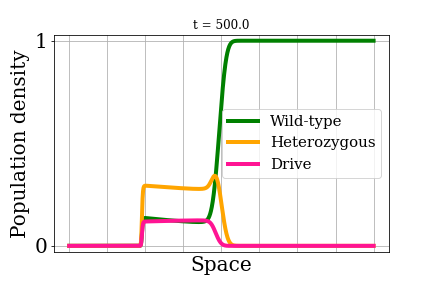 t = 500.0
Population density
1
0
Wild-type
Heterozygous
Drive
Space